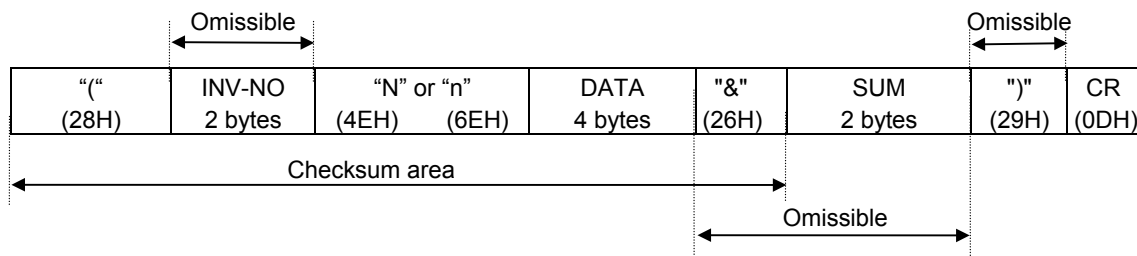 Omissible Omissible
“(“ INV-NO “N” or “n” DATA "&" SUM ")" CR
(28H) 2 bytes (4EH) (6EH) 4 bytes (26H) 2 bytes (29H) (0DH)
Checksum area
Omissible